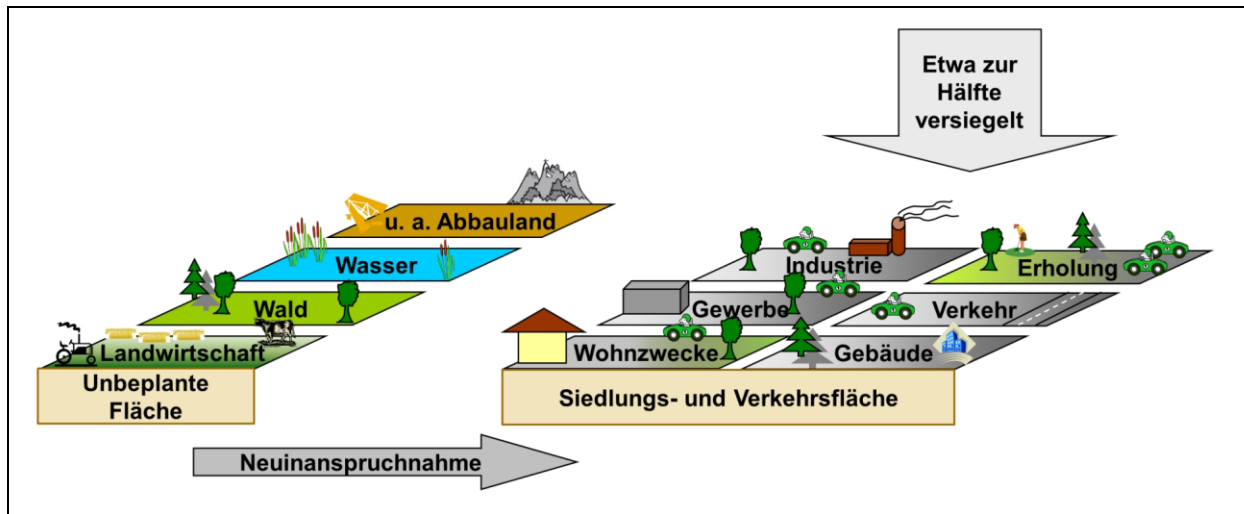 Etwa zur
Hälfte
versiegelt
u. a. Abbauland
Wasser
Wald
Landwirtschaft
Unbeplante
Fläche
Industrie
Erholung
Gewerbe
Verkehr
Wohnzwecke
Gebäude
Siedlungs- und Verkehrsfläche
Neuinanspruchnahme